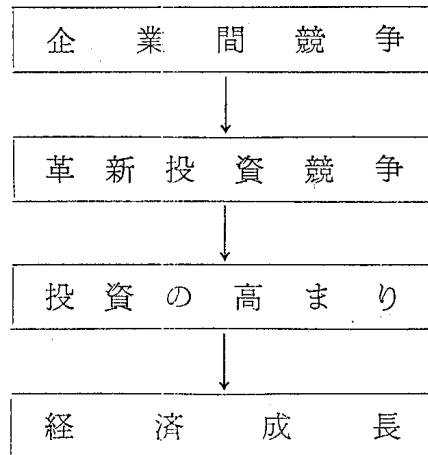 企業間競争
革新投資競争
投資の高まり
経済成長